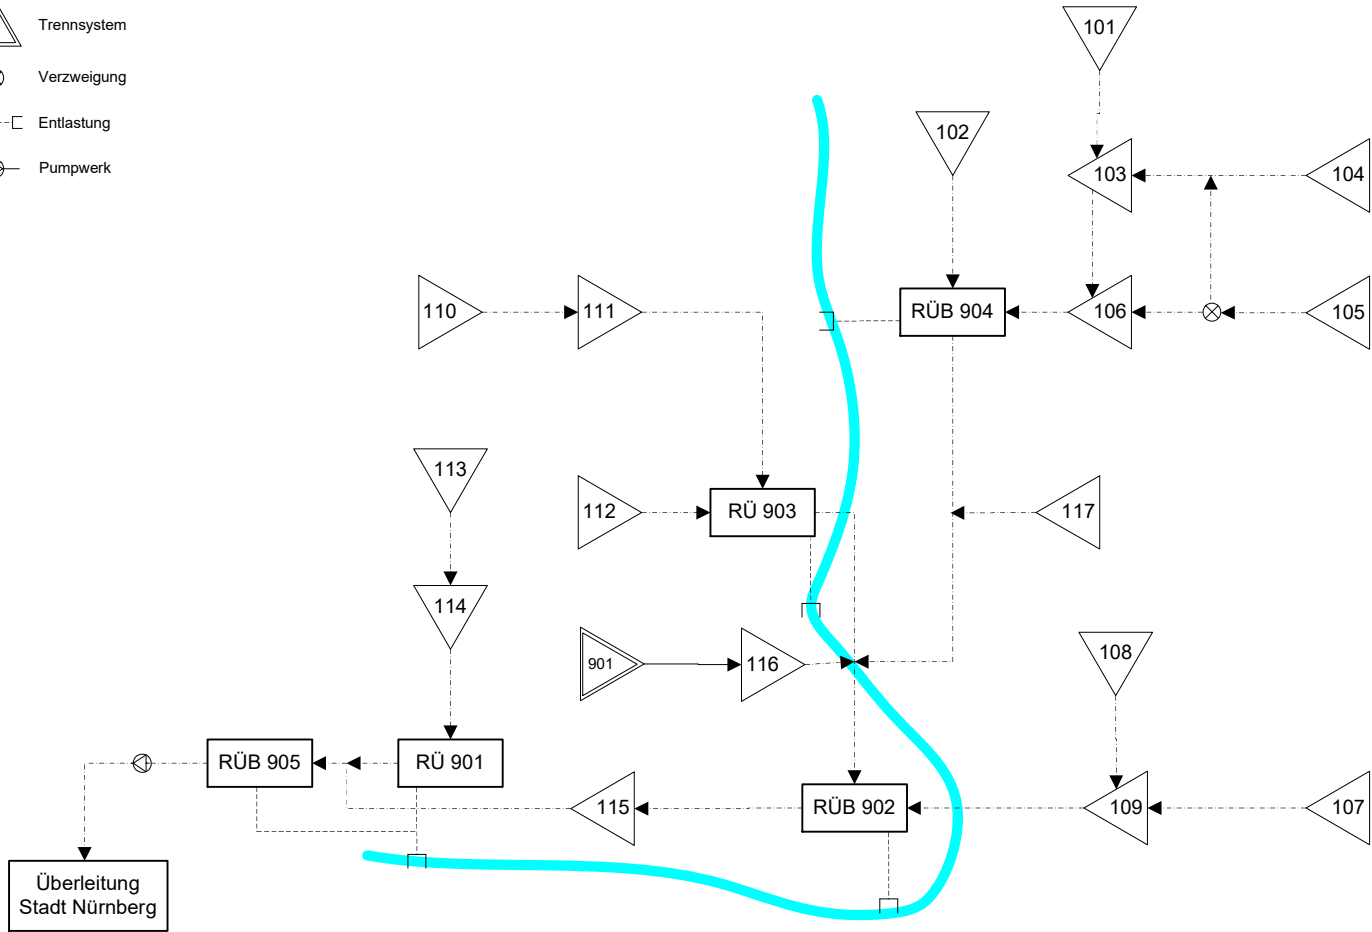 Trennsystem
Verzweigung
Entlastung
Pumpwerk
101
102
103
104
110
111
RÜB 904
106
105
113
112
RÜ 903
117
114
901
116
108
RÜB 905
RÜ 901
115
RÜB 902
109
107
Überleitung
Stadt Nürnberg